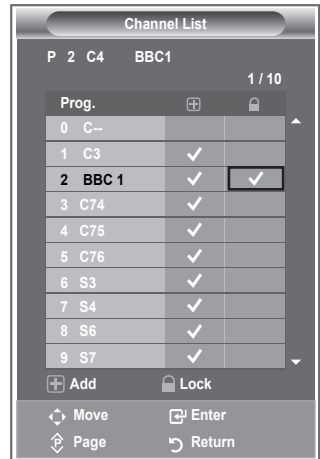 Channel List
P 2 C4 BBC1
1 / 10
Prog.
0 C--
1 C3
2 BBC 1
3 C74
4 C75
5 C76
6 S3
7 S4
8 S6
9 S7
Add Lock
Move Enter
Page Return